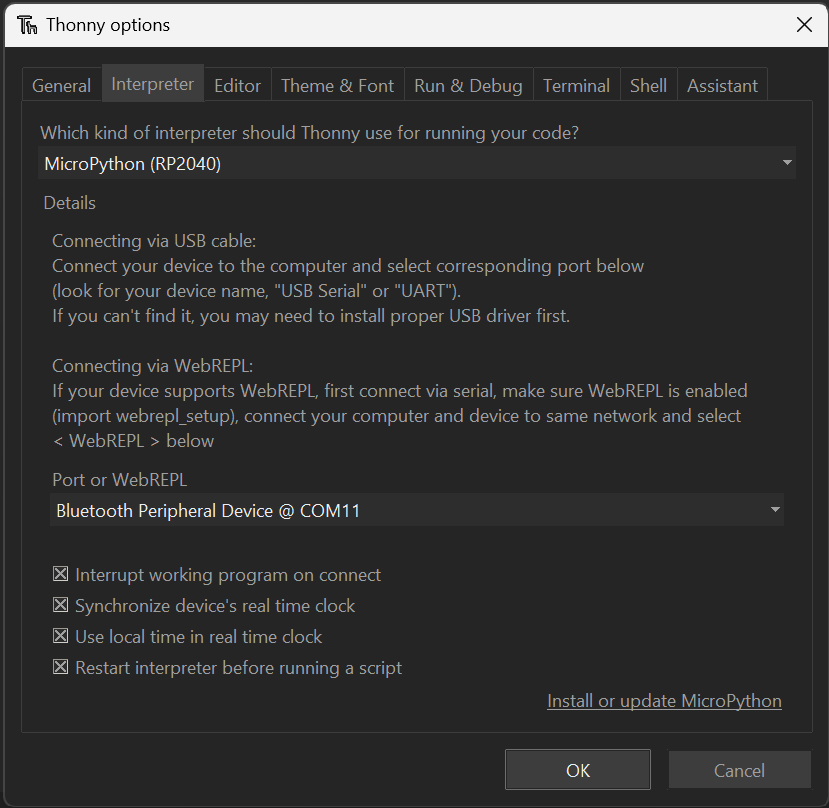 Thonny options
General
Interpreter
Editor
Theme & Font
Run & Debug
Terminal
Shell
Assistant
Which kind of interpreter should Thonny use for running your code?
MicroPython (RP2040)
Details
Connecting via USB cable:
Connect your device to the computer and select corresponding port below
(look for your device name, "USB Serial" or "UART").
If you can't find it, you may need to install proper USB driver first.
Connecting via WebREPL:
If your device supports WebREPL, first connect via serial, make sure WebREPL is enabled
(import webrepl_setup), connect your computer and device to same network and select
< WebREPL > below
Port or WebREPL
Bluetooth Peripheral Device @ COM11
Interrupt working program on connect
Synchronize device's real time clock
Use local time in real time clock
Restart interpreter before running a script
Install or update MicroPython
OK
Cancel